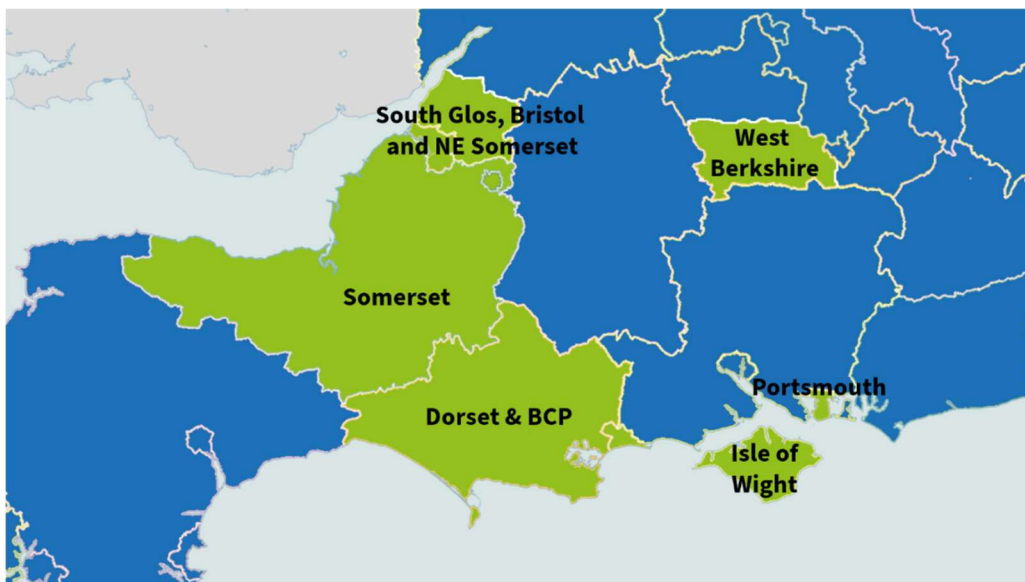 South Glos, Bristol
and NE Somerset
West
Berkshire
Somerset
Portsmouth
Dorset & BCP
Isle of
Wight